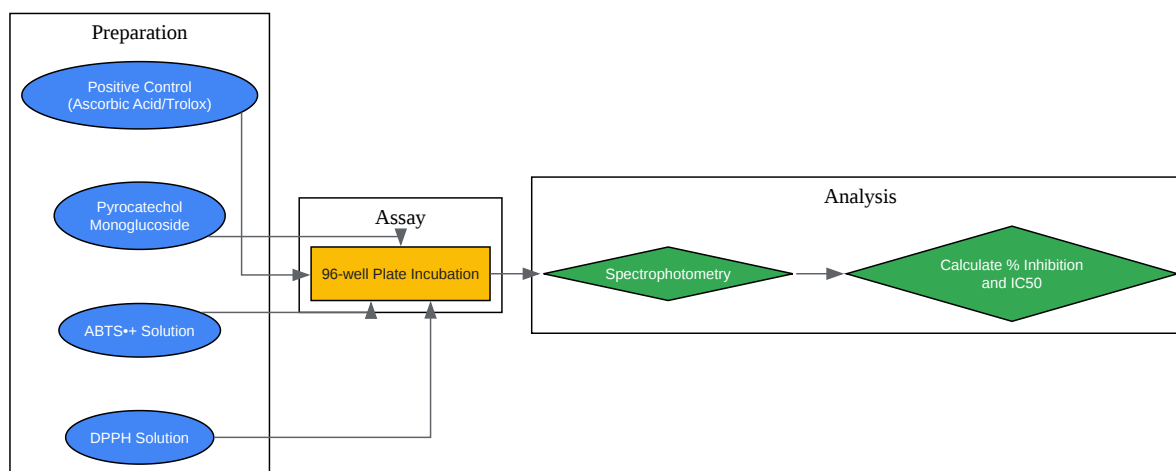 Preparation
Positive Control
(Ascorbic Acid/Trolox)
Pyrocatechol
Monoglucoside
ABTS•+ Solution
DPPH Solution
Assay
96-well Plate Incubation
Analysis
Spectrophotometry
Calculate % Inhibition
and IC50